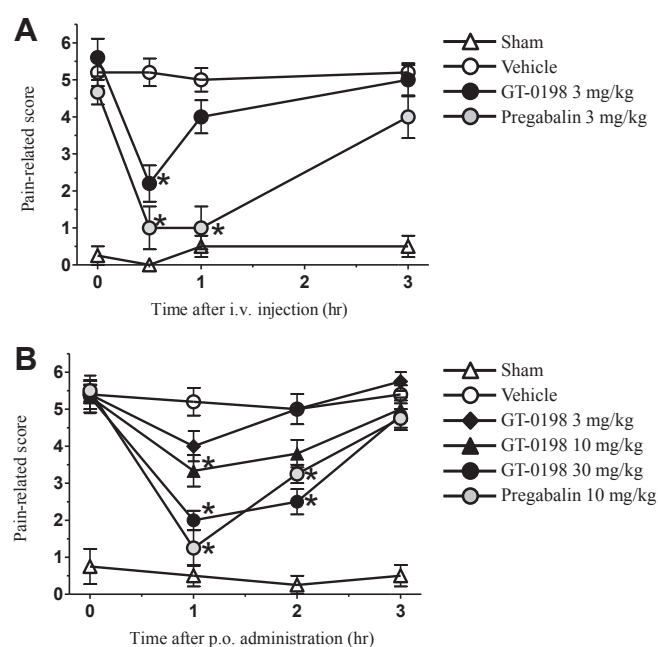 A
Pain-related score
6
5
4
3
2
1
0
0 1 2 3
Time after i.v. injection (hr)
* * *
Sham
Vehicle
GT-0198 3 mg/kg
Pregabalin 3 mg/kg
B
Pain-related score
6
5
4
3
2
1
0
0 1 2 3
Time after p.o. administration (hr)
* * * * *
Sham
Vehicle
GT-0198 3 mg/kg
GT-0198 10 mg/kg
GT-0198 30 mg/kg
Pregabalin 10 mg/kg